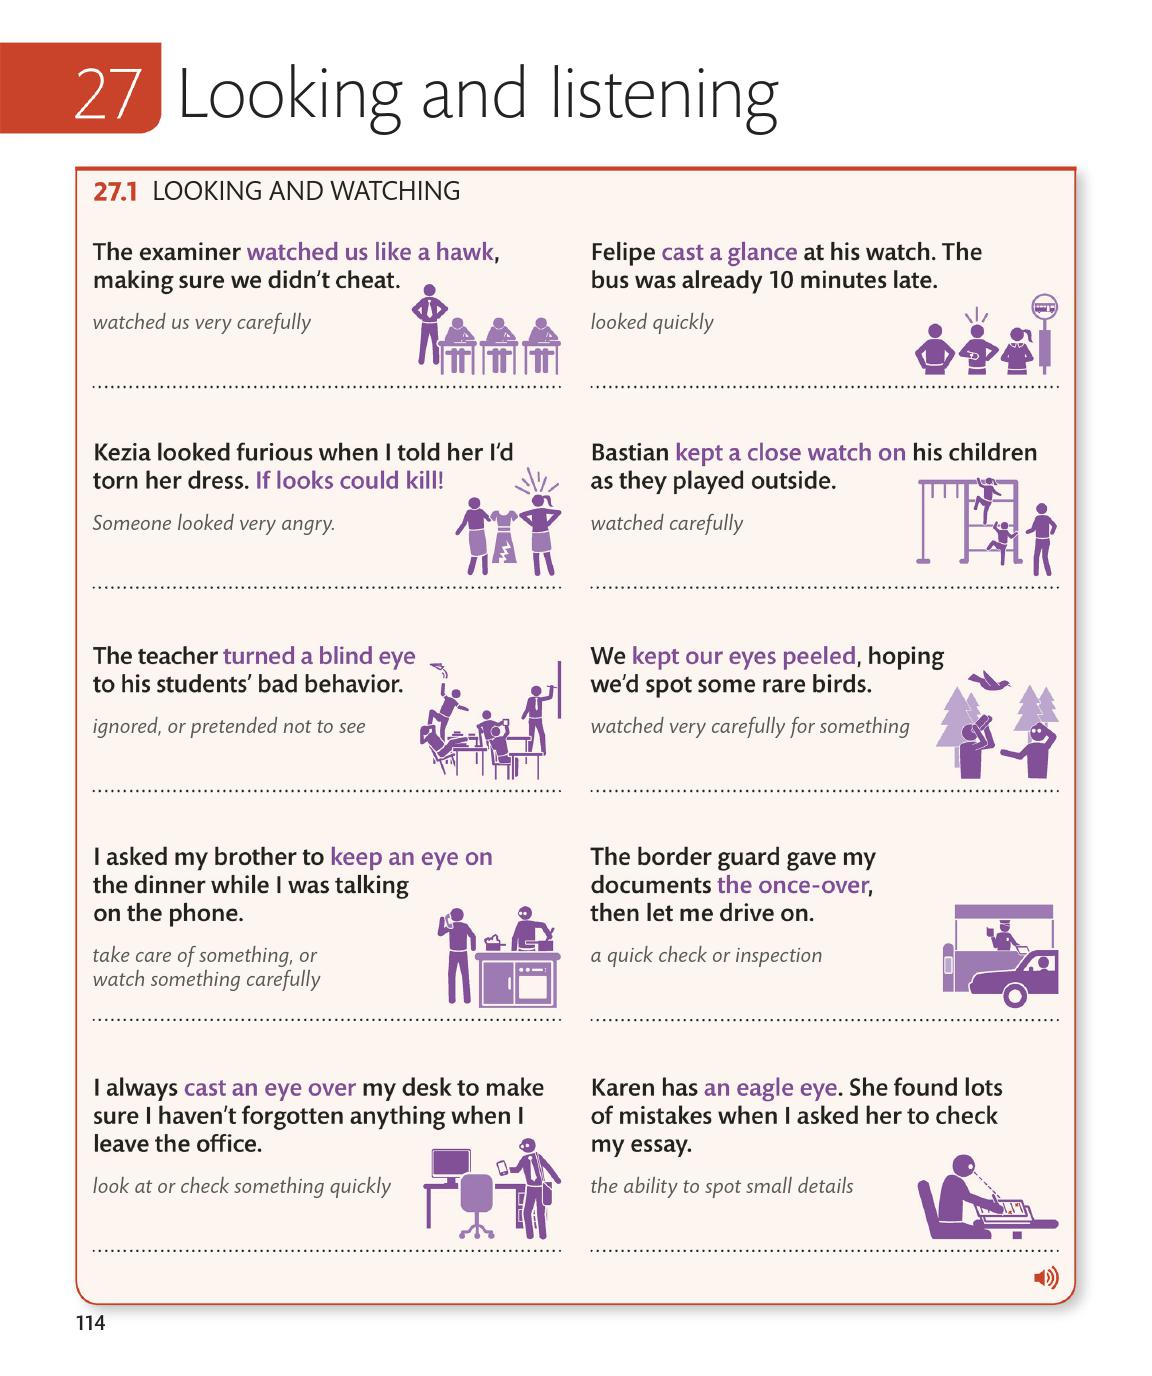 27 Looking and listening
27.1 LOOKING AND WATCHING
The examiner watched us like a hawk,
making sure we didn't cheat.
watched us very carefully
Felipe cast a glance at his watch. The
bus was already 10 minutes late.
looked quickly
Kezia looked furious when I told her I'd
torn her dress. If looks could kill!
Someone looked very angry.
Bastian kept a close watch on his children
as they played outside.
watched carefully
The teacher turned a blind eye
to his students' bad behavior.
ignored, or pretended not to see
We kept our eyes peeled, hoping
we'd spot some rare birds.
watched very carefully for something
I asked my brother to keep an eye on
the dinner while I was talking
on the phone.
take care of something, or
watch something carefully
The border guard gave my
documents the once-over,
then let me drive on.
a quick check or inspection
I always cast an eye over my desk to make
sure I haven't forgotten anything when I
leave the office.
look at or check something quickly
Karen has an eagle eye. She found lots
of mistakes when I asked her to check
my essay.
the ability to spot small details
114